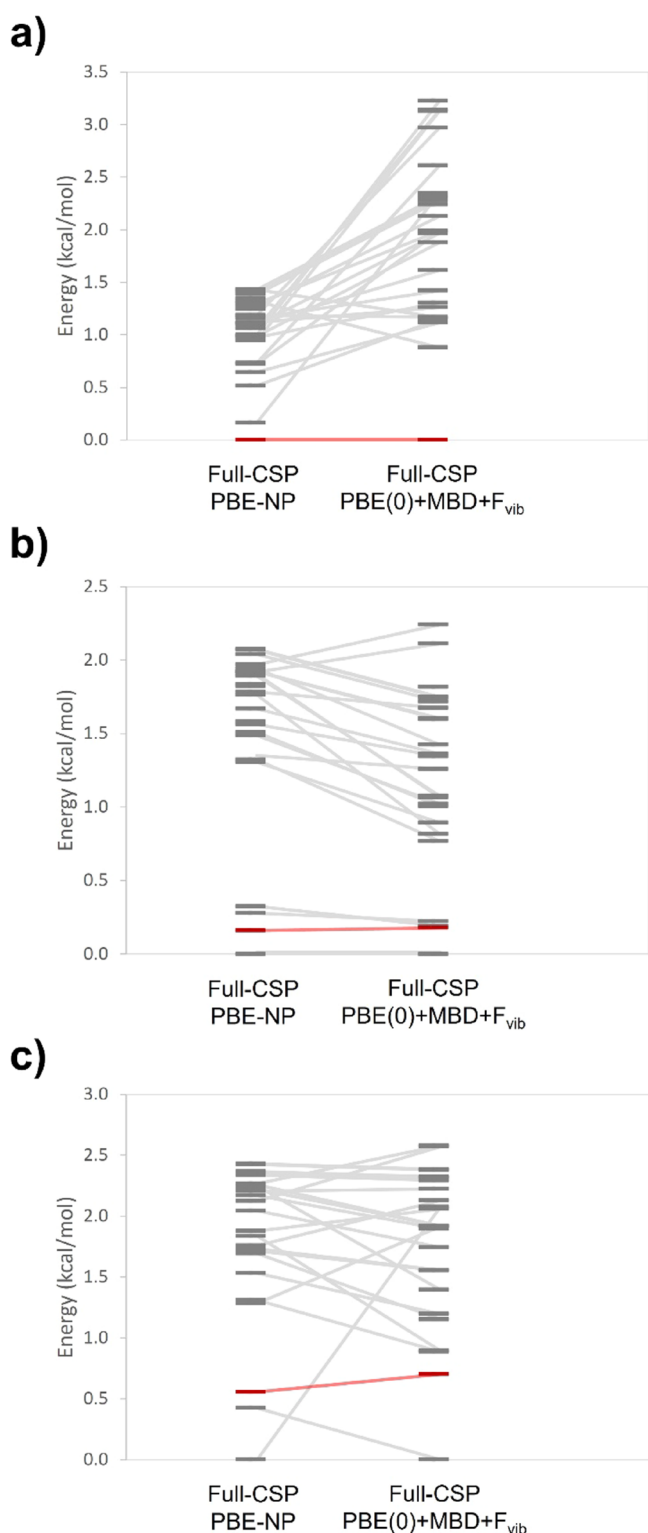 a)
3.5
3.0
2.5
2.0
1.5
1.0
0.5
0.0
Energy (kcal/mol)
Full-CSP Full-CSP
PBE-NP PBE(0)+MBD+Fvib
b)
2.5
2.0
1.5
1.0
0.5
0.0
Energy (kcal/mol)
Full-CSP Full-CSP
PBE-NP PBE(0)+MBD+Fvib
c)
3.0
2.5
2.0
1.5
1.0
0.5
0.0
Energy (kcal/mol)
Full-CSP Full-CSP
PBE-NP PBE(0)+MBD+Fvib